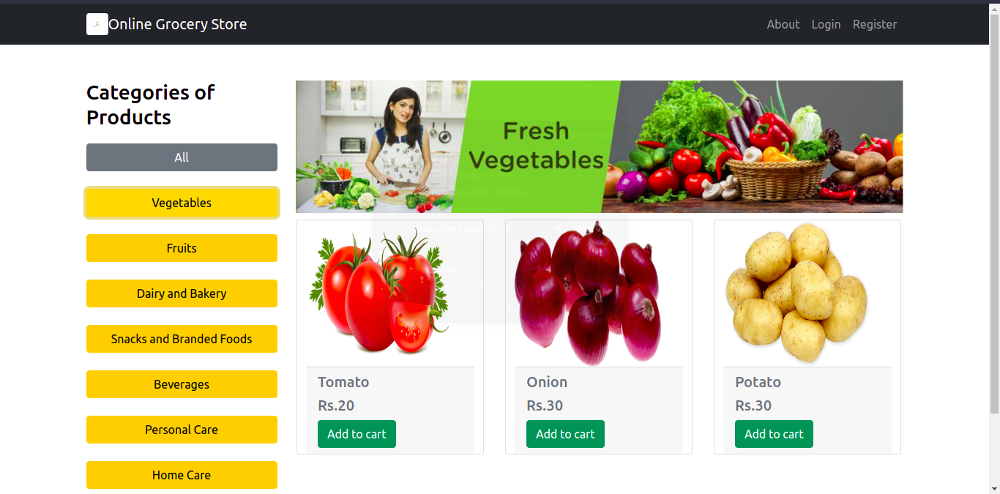 Online Grocery Store
About Login Register
Categories of
Products
All
Vegetables
Fruits
Dairy and Bakery
Snacks and Branded Foods
Beverages
Personal Care
Home Care
Fresh
Vegetables
Tomato
Rs.20
Add to cart
Onion
Rs.30
Add to cart
Potato
Rs.30
Add to cart